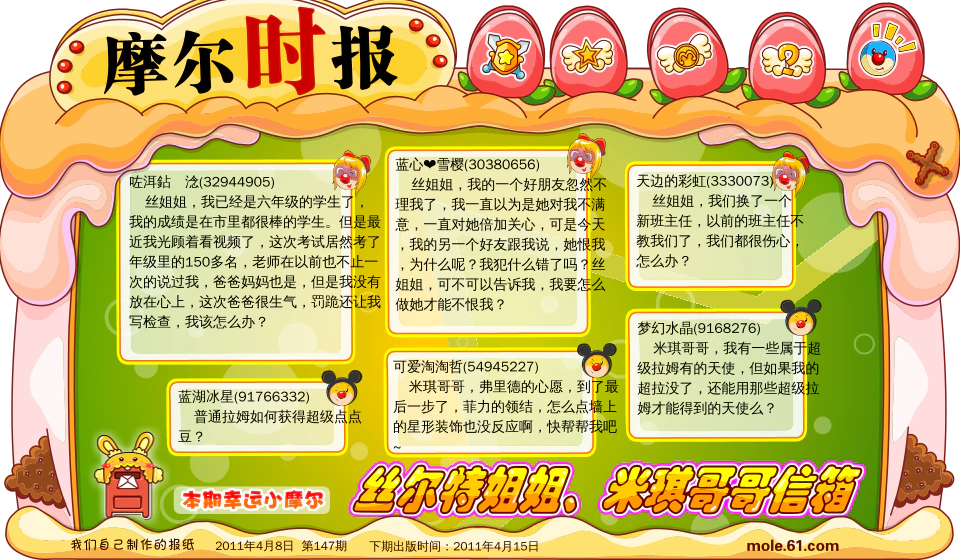 摩尔时报
咗洱鉆　淰(32944905)
丝姐姐，我已经是六年级的学生了，
我的成绩是在市里都很棒的学生。但是最
近我光顾着看视频了，这次考试居然考了
年级里的150多名，老师在以前也不止一
次的说过我，爸爸妈妈也是，但是我没有
放在心上，这次爸爸很生气，罚跪还让我
写检查，我该怎么办？
蓝湖冰星(91766332)
普通拉姆如何获得超级点点
豆？
蓝心❤雪樱(30380656)
丝姐姐，我的一个好朋友忽然不
理我了，我一直以为是她对我不满
意，一直对她倍加关心，可是今天
，我的另一个好友跟我说，她恨我
，为什么呢？我犯什么错了吗？丝
姐姐，可不可以告诉我，我要怎么
做她才能不恨我？
可爱淘淘哲(54945227)
米琪哥哥，弗里德的心愿，到了最
后一步了，菲力的领结，怎么点墙上
的星形装饰也没反应啊，快帮帮我吧
~
天边的彩虹(3330073)
丝姐姐，我们换了一个
新班主任，以前的班主任不
教我们了，我们都很伤心，
怎么办？
梦幻水晶(9168276)
米琪哥哥，我有一些属于超
级拉姆有的天使，但如果我的
超拉没了，还能用那些超级拉
姆才能得到的天使么？
本期幸运小摩尔
丝尔特姐姐、米琪哥哥信箱
我们自己制作的报纸 2011年4月8日 第147期 下期出版时间：2011年4月15日 mole.61.com